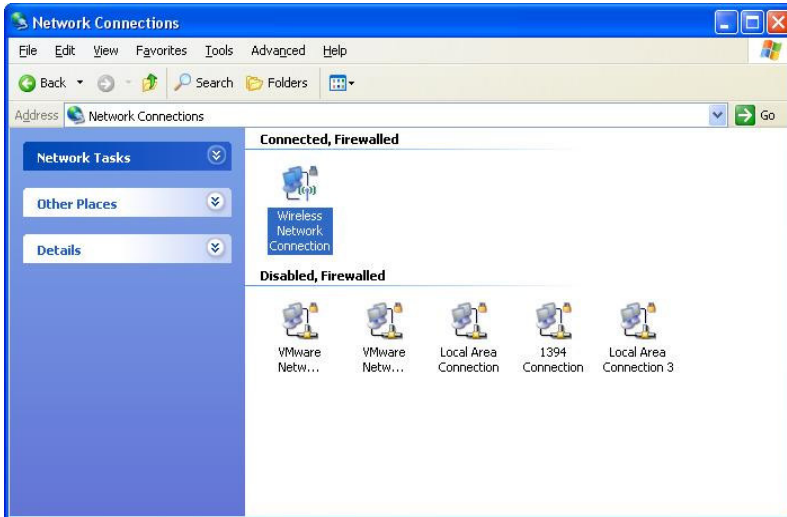 Network Connections
File Edit View Favorites Tools Advanced Help
Back Search Folders
Address Network Connections Go
Network Tasks
Other Places
Details
Connected, Firewalled
Wireless
Network
Connection
Disabled, Firewalled
VMware
Netw...
VMware
Netw...
Local Area
Connection
1394
Connection
Local Area
Connection 3